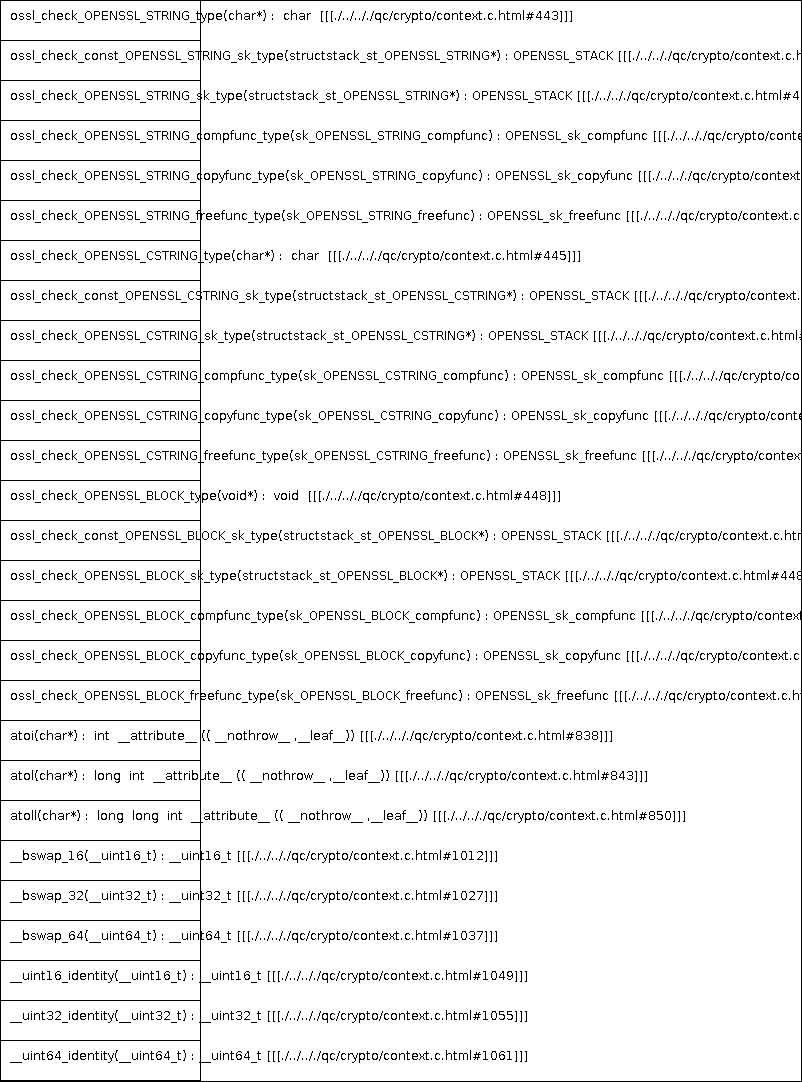 ossl_check_OPENSSL_STRING_type(char*) : char [[[./../../../qc/crypto/context.c.html#443]]]
ossl_check_const_OPENSSL_STRING_sk_type(structstack_st_OPENSSL_STRING*) : OPENSSL_STACK [[[./../../../qc/crypto/context.c.h
ossl_check_OPENSSL_STRING_sk_type(structstack_st_OPENSSL_STRING*) : OPENSSL_STACK [[[./../../../qc/crypto/context.c.html#4
ossl_check_OPENSSL_STRING_compfunc_type(sk_OPENSSL_STRING_compfunc) : OPENSSL_sk_compfunc [[[./../../../qc/crypto/conte
ossl_check_OPENSSL_STRING_copyfunc_type(sk_OPENSSL_STRING_copyfunc) : OPENSSL_sk_copyfunc [[[./../../../qc/crypto/context
ossl_check_OPENSSL_STRING_freefunc_type(sk_OPENSSL_STRING_freefunc) : OPENSSL_sk_freefunc [[[./../../../qc/crypto/context.c
ossl_check_OPENSSL_CSTRING_type(char*) : char [[[./../../../qc/crypto/context.c.html#445]]]
ossl_check_const_OPENSSL_CSTRING_sk_type(structstack_st_OPENSSL_CSTRING*) : OPENSSL_STACK [[[./../../../qc/crypto/context.
ossl_check_OPENSSL_CSTRING_sk_type(structstack_st_OPENSSL_CSTRING*) : OPENSSL_STACK [[[./../../../qc/crypto/context.c.html
ossl_check_OPENSSL_CSTRING_compfunc_type(sk_OPENSSL_CSTRING_compfunc) : OPENSSL_sk_compfunc [[[./../../../qc/crypto/co
ossl_check_OPENSSL_CSTRING_copyfunc_type(sk_OPENSSL_CSTRING_copyfunc) : OPENSSL_sk_copyfunc [[[./../../../qc/crypto/conte
ossl_check_OPENSSL_CSTRING_freefunc_type(sk_OPENSSL_CSTRING_freefunc) : OPENSSL_sk_freefunc [[[./../../../qc/crypto/context
ossl_check_OPENSSL_BLOCK_type(void*) : void [[[./../../../qc/crypto/context.c.html#448]]]
ossl_check_const_OPENSSL_BLOCK_sk_type(structstack_st_OPENSSL_BLOCK*) : OPENSSL_STACK [[[./../../../qc/crypto/context.c.htm
ossl_check_OPENSSL_BLOCK_sk_type(structstack_st_OPENSSL_BLOCK*) : OPENSSL_STACK [[[./../../../qc/crypto/context.c.html#448
ossl_check_OPENSSL_BLOCK_compfunc_type(sk_OPENSSL_BLOCK_compfunc) : OPENSSL_sk_compfunc [[[./../../../qc/crypto/context
ossl_check_OPENSSL_BLOCK_copyfunc_type(sk_OPENSSL_BLOCK_copyfunc) : OPENSSL_sk_copyfunc [[[./../../../qc/crypto/context.c
ossl_check_OPENSSL_BLOCK_freefunc_type(sk_OPENSSL_BLOCK_freefunc) : OPENSSL_sk_freefunc [[[./../../../qc/crypto/context.c.h
atoi(char*) : int __attribute__ (( __nothrow__ ,__leaf__)) [[[./../../../qc/crypto/context.c.html#838]]]
atol(char*) : long int __attribute__ (( __nothrow__ ,__leaf__)) [[[./../../../qc/crypto/context.c.html#843]]]
atoll(char*) : long long int __attribute__ (( __nothrow__ ,__leaf__)) [[[./../../../qc/crypto/context.c.html#850]]]
__bswap_16(__uint16_t) : __uint16_t [[[./../../../qc/crypto/context.c.html#1012]]]
__bswap_32(__uint32_t) : __uint32_t [[[./../../../qc/crypto/context.c.html#1027]]]
__bswap_64(__uint64_t) : __uint64_t [[[./../../../qc/crypto/context.c.html#1037]]]
__uint16_identity(__uint16_t) : __uint16_t [[[./../../../qc/crypto/context.c.html#1049]]]
__uint32_identity(__uint32_t) : __uint32_t [[[./../../../qc/crypto/context.c.html#1055]]]
__uint64_identity(__uint64_t) : __uint64_t [[[./../../../qc/crypto/context.c.html#1061]]]